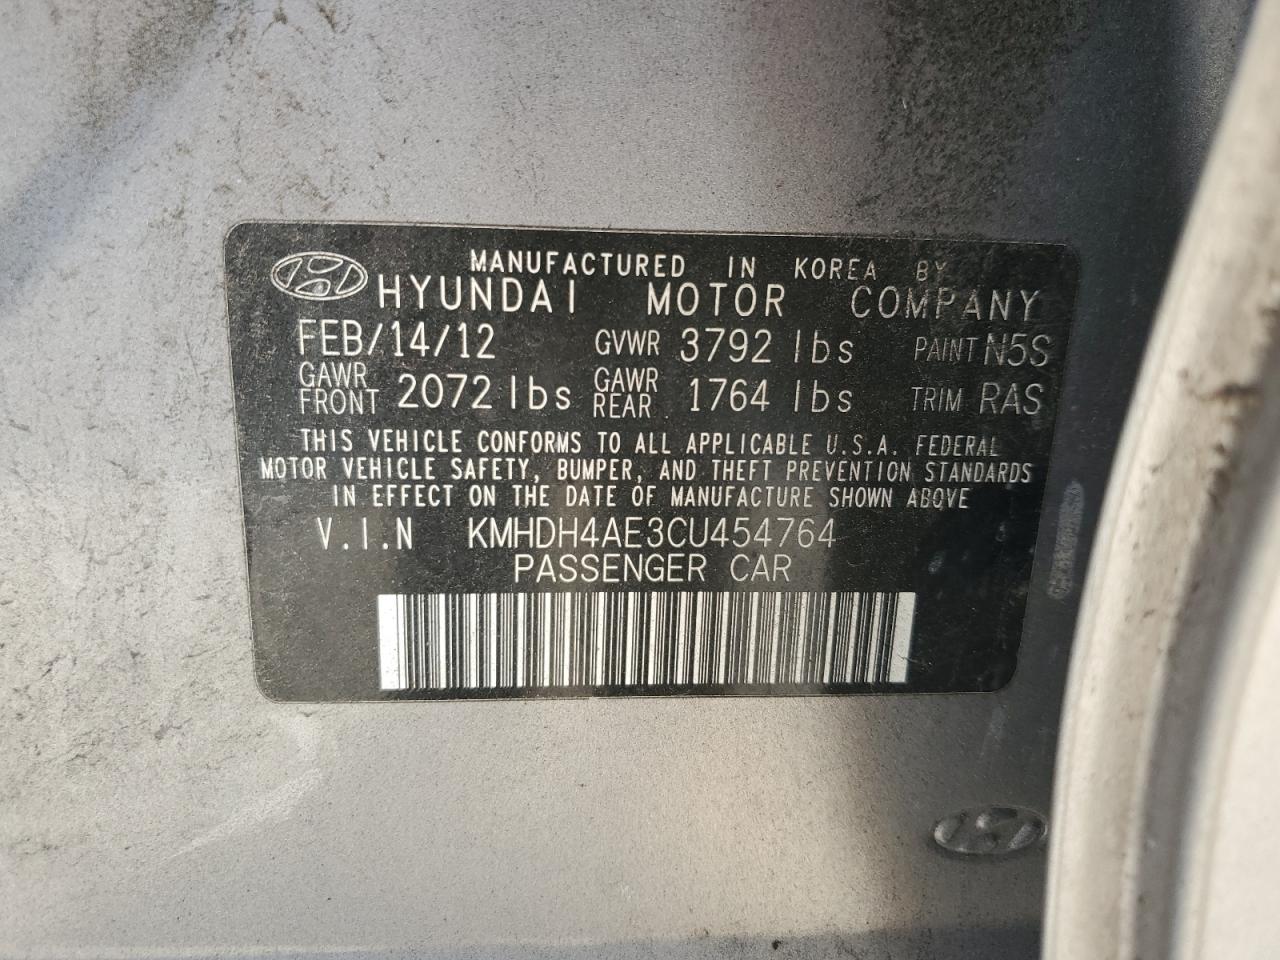 MANUFACTURED IN KOREA BY
HYUNDAI MOTOR COMPANY
FEB/14/12 GVWR 3792 lbs PAINT N5S
GAWR FRONT 2072 lbs GAWR REAR 1764 lbs TRIM RAS
THIS VEHICLE CONFORMS TO ALL APPLICABLE U.S.A. FEDERAL
MOTOR VEHICLE SAFETY, BUMPER, AND THEFT PREVENTION STANDARDS
IN EFFECT ON THE DATE OF MANUFACTURE SHOWN ABOVE
V.I.N KMHDH4AE3CU454764
PASSENGER CAR